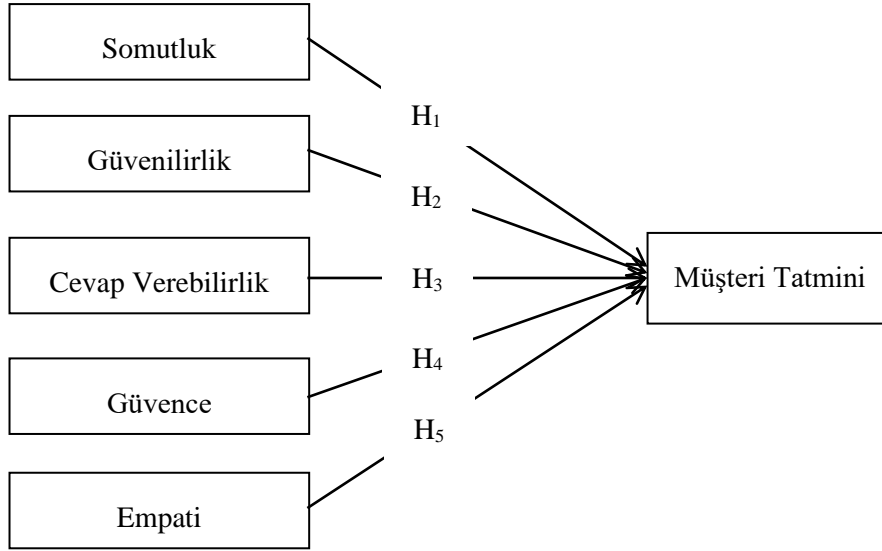 Somutluk
H₁
Güvenilirlik
H₂
Cevap Verebilirlik
H₃
Müşteri Tatmini
H₄
Güvence
H₅
Empati